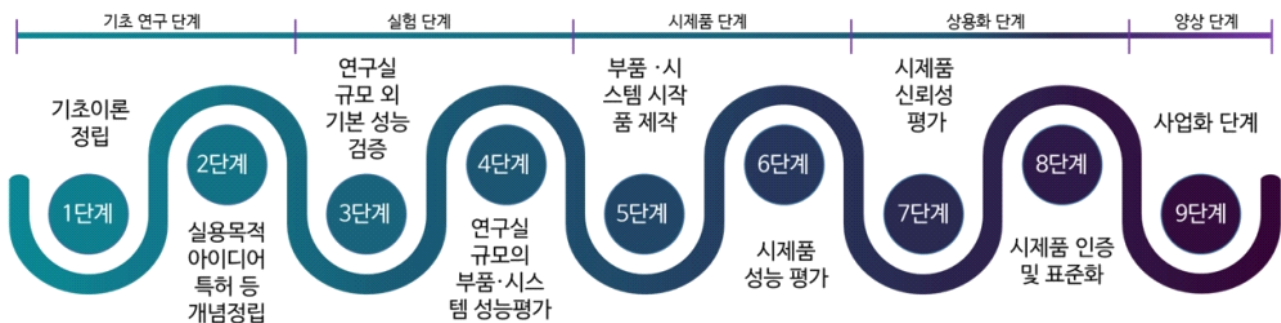 기초 연구 단계
실험 단계
시제품 단계
상용화 단계
양상 단계
기초이론
정립
1단계
2단계
실용목적
아이디어
특허 등
개념정립
연구실
규모 외
기본 성능
검증
3단계
4단계
연구실
규모의
부품·시스
템 성능평가
부품 ·시
스템 시작
품 제작
5단계
6단계
시제품
성능 평가
시제품
신뢰성
평가
7단계
8단계
시제품 인증
및 표준화
사업화 단계
9단계